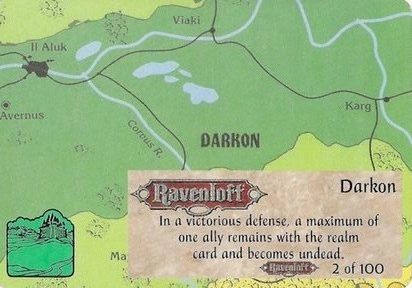 Viaki
Il Aluk
Avernus
Coreus R.
Karg
DARKON
Ravenloft
Darkon
In a victorious defense, a maximum of
one ally remains with the realm
card and becomes undead.
Ravenloft
2 of 100